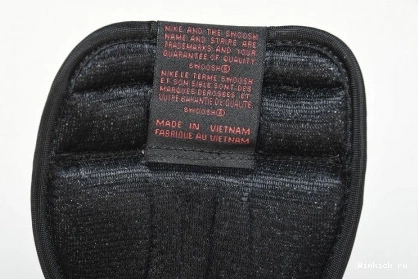 NIKE AND THE SWOOSH
NAME AND STRIPE ARE
TRADEMARKS AND YOUR
GUARANTEE OF QUALITY.
SWOOSH®
NIKE LE TERME SWOOSH
ET SON SIGLE SONT DES
MARQUES DEPOSEES ET
VOTRE GARANTIE DE QUALITE.
SWOOSH®
MADE IN VIETNAM
FABRIQUE AU VIETNAM